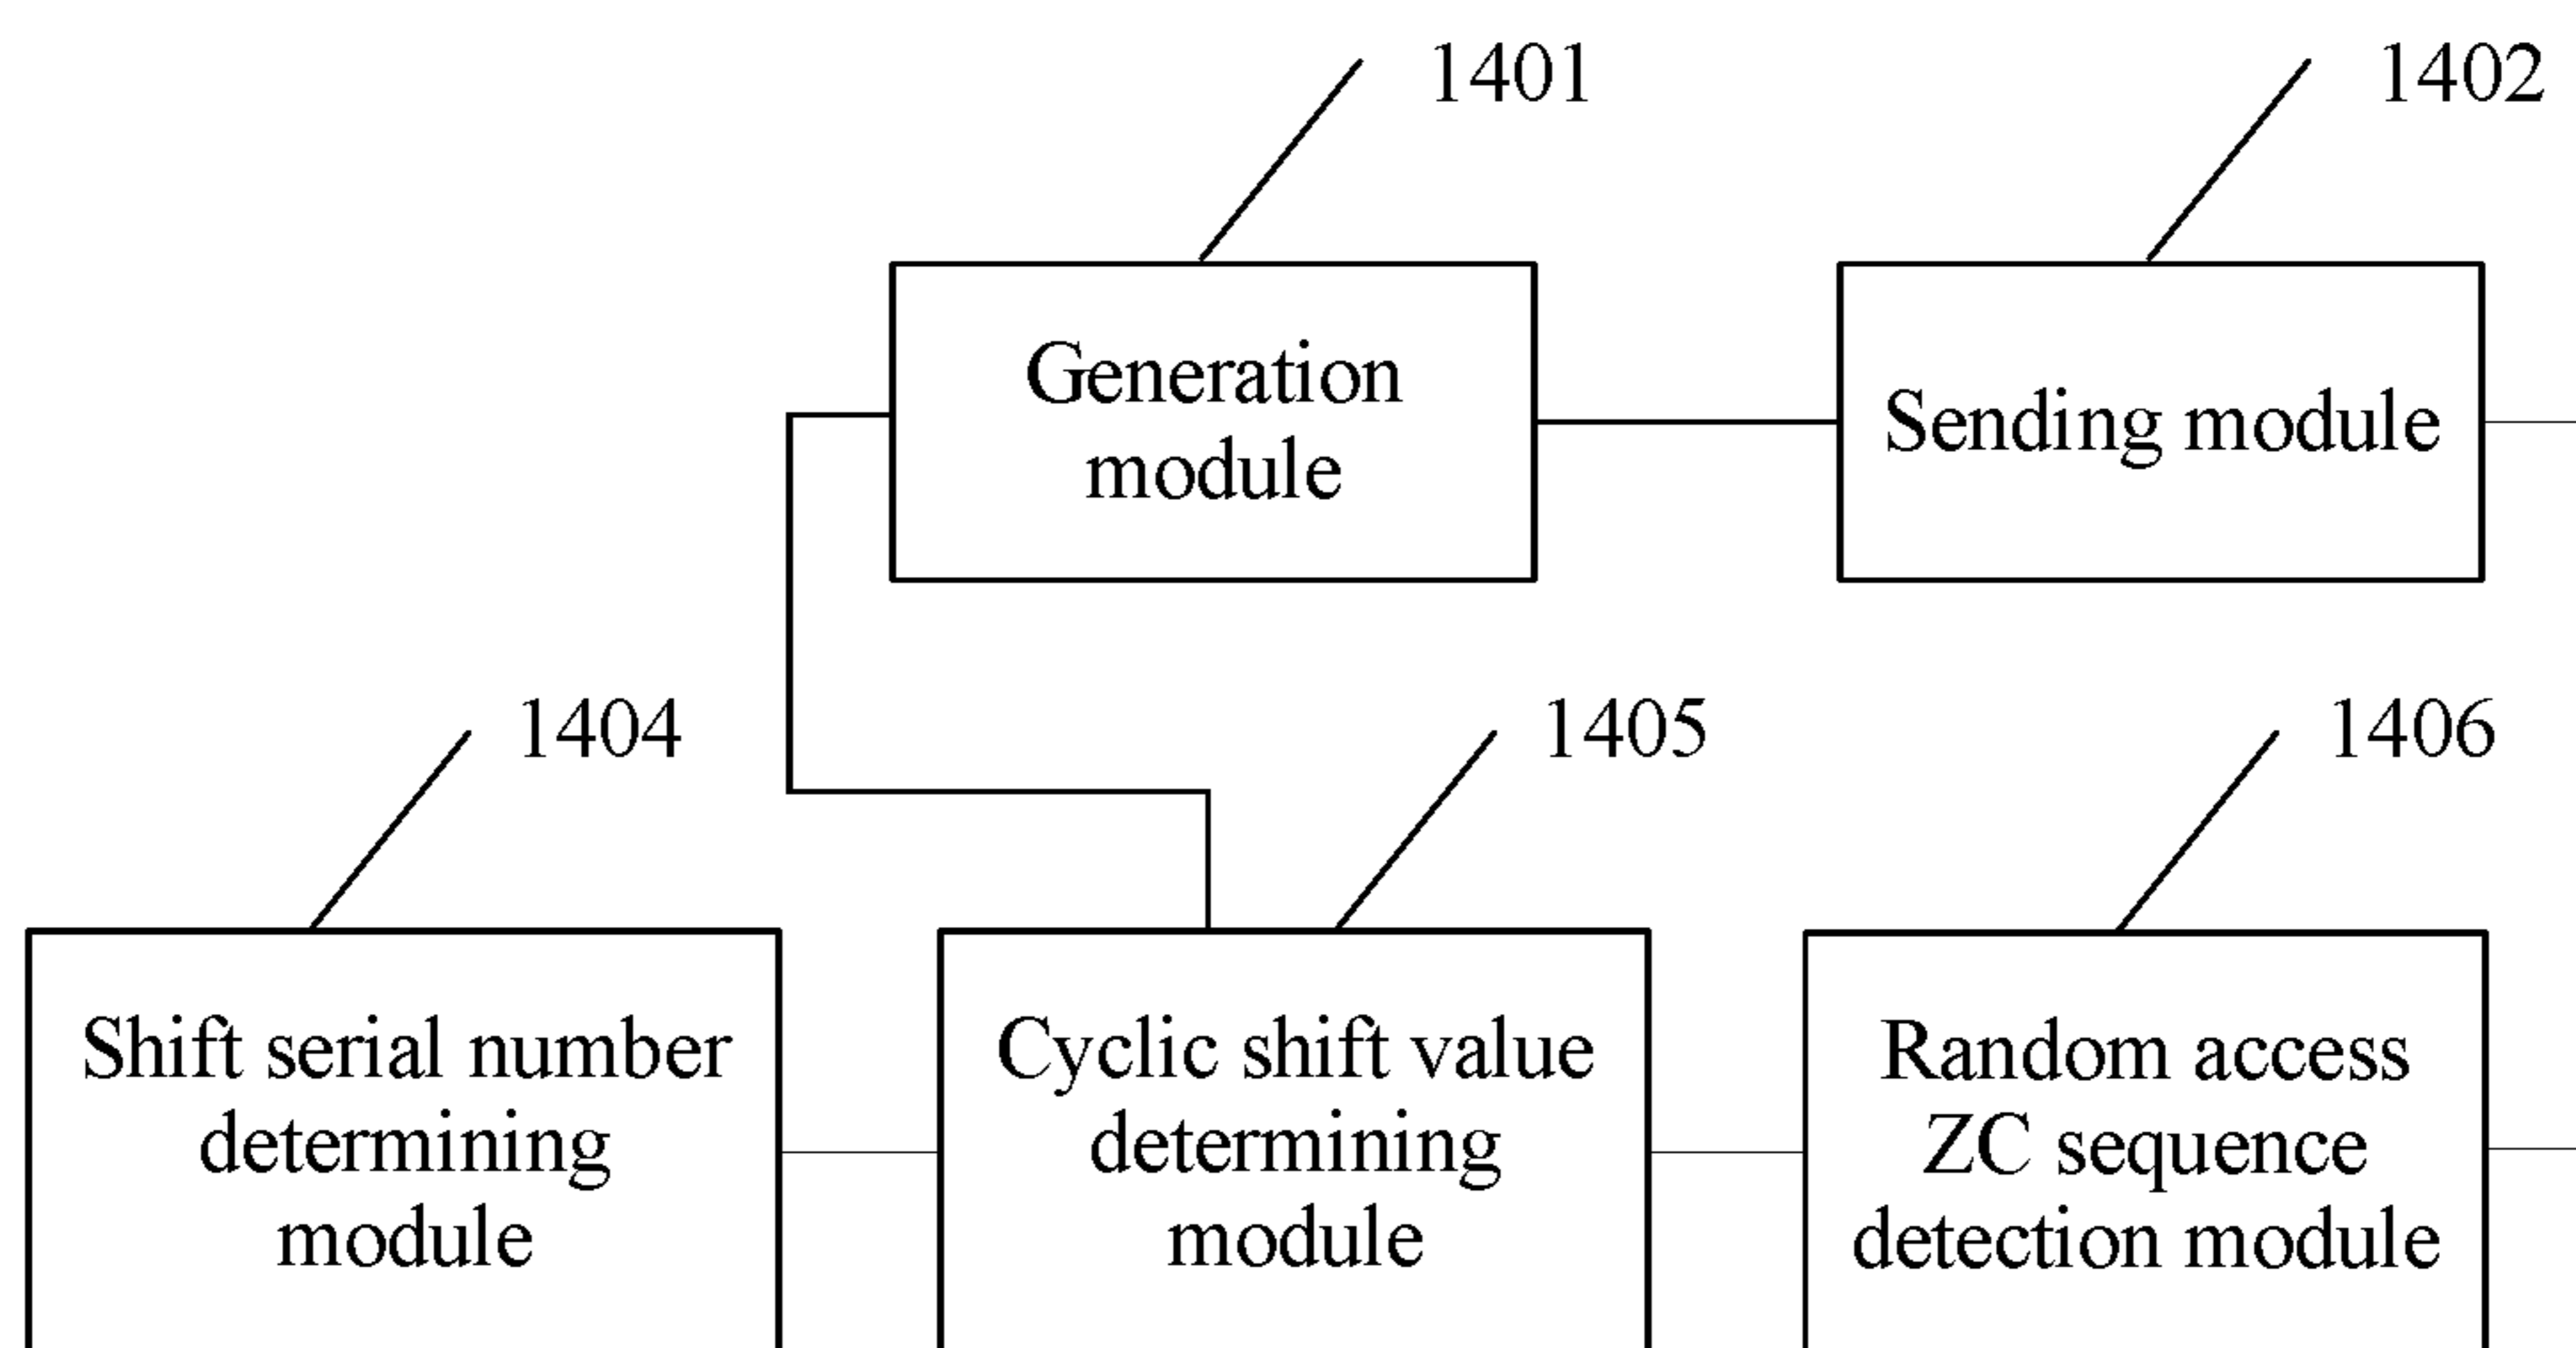 1401
1402
Generation
module
Sending module
1404
1405
1406
Shift serial number
determining
module
Cyclic shift value
determining
module
Random access
ZC sequence
detection module